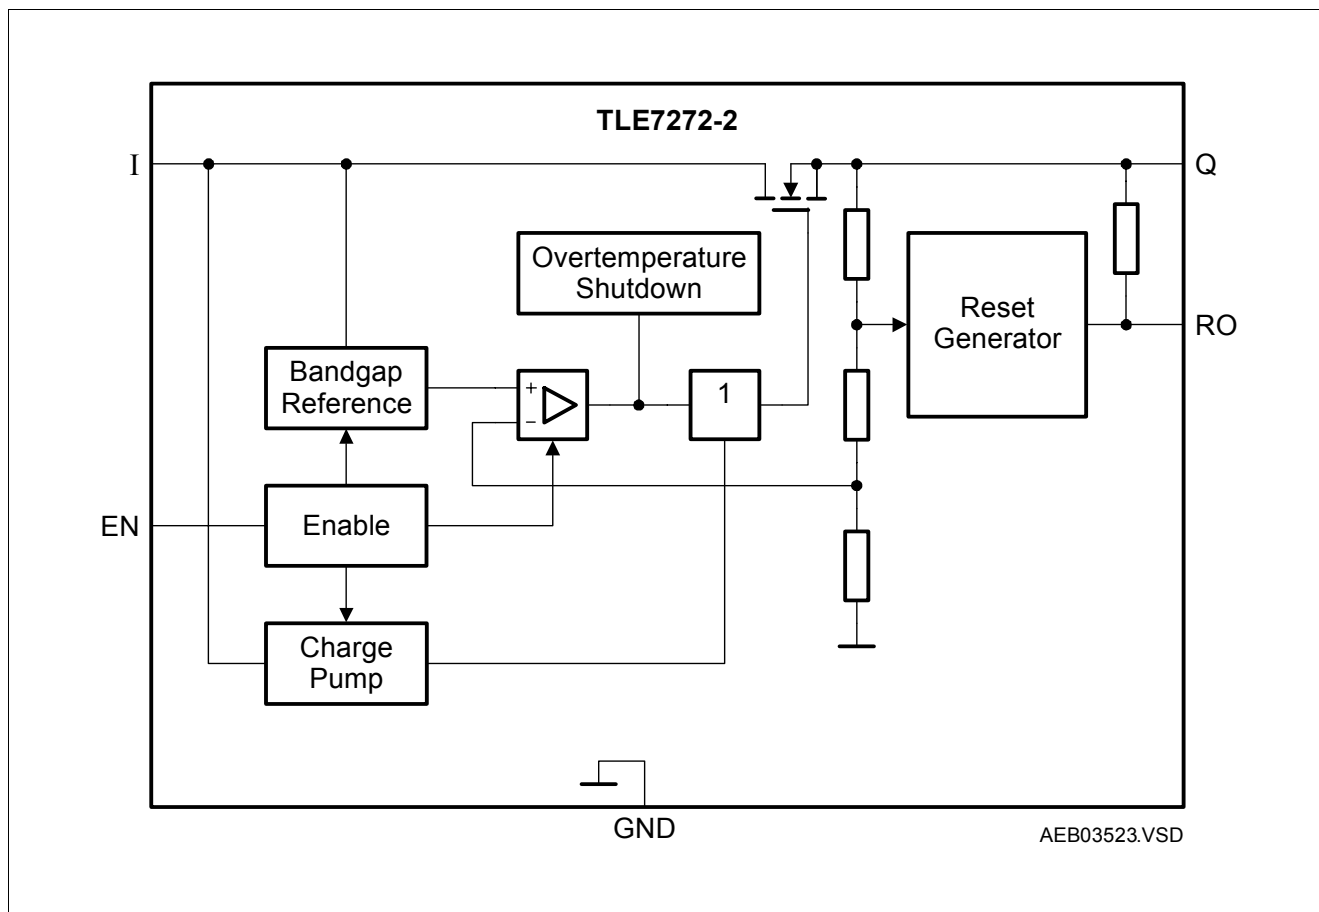 TLE7272-2
I
Q
Overtemperature
Shutdown
Reset
Generator
RO
Bandgap
Reference
+
−
1
EN
Enable
Charge
Pump
GND
AEB03523.VSD